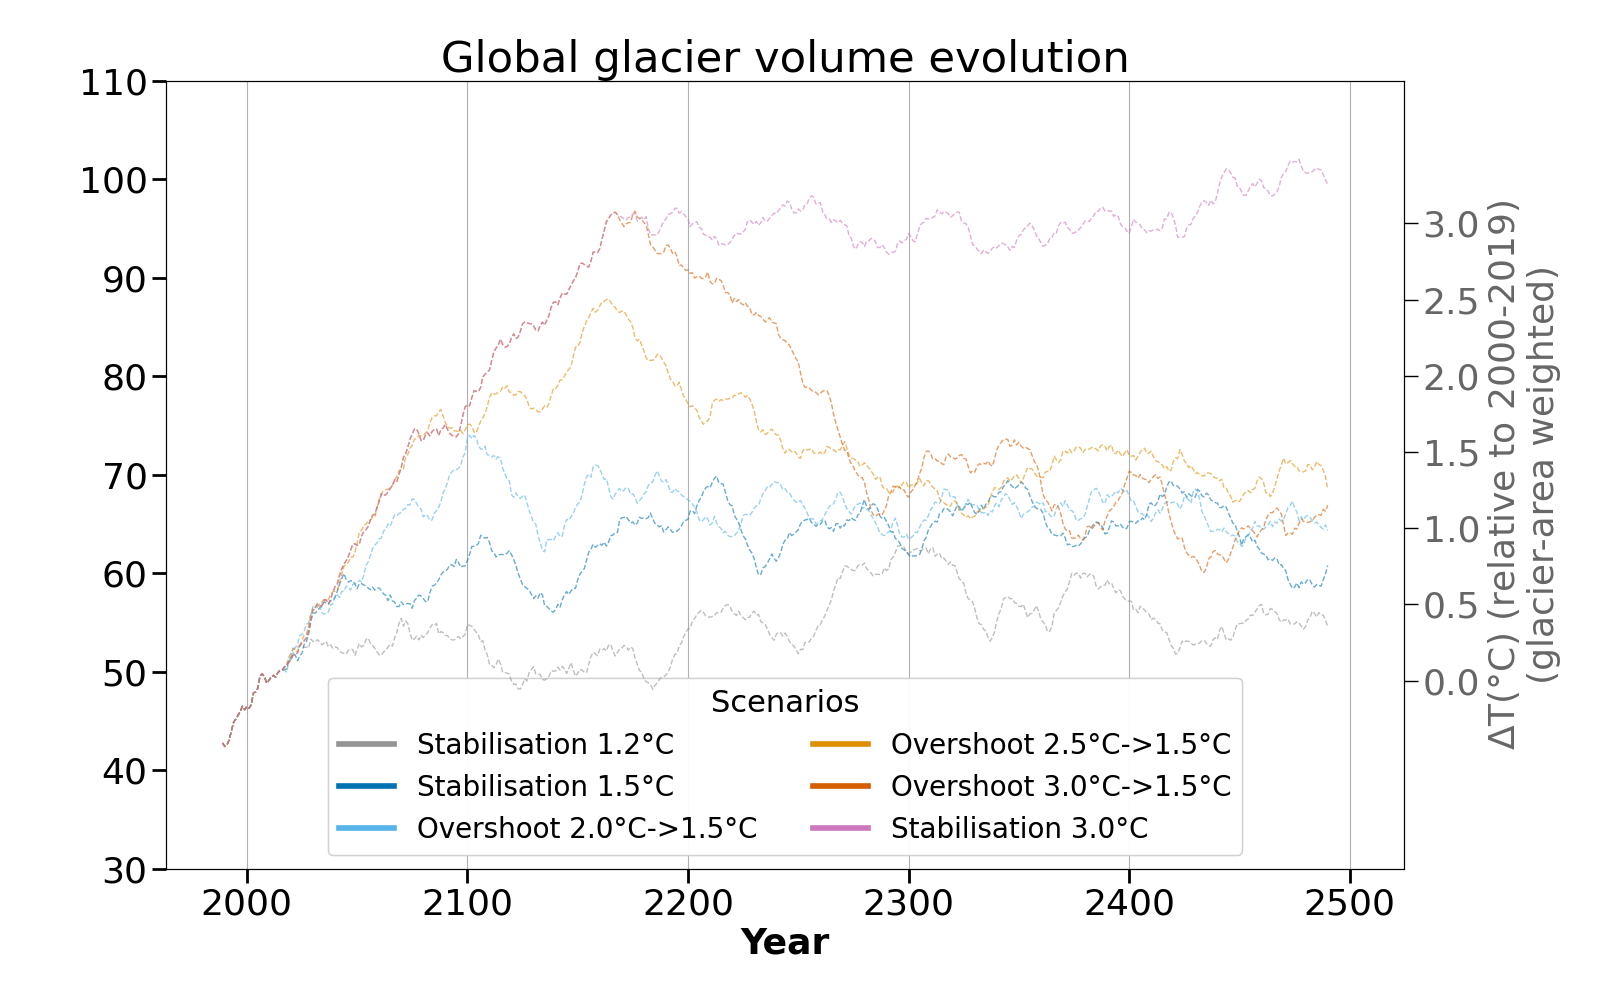 Global glacier volume evolution
110
100
90
80
70
60
50
40
30
3.0
2.5
2.0
1.5
1.0
0.5
0.0
ΔT(°C) (relative to 2000-2019)
(glacier-area weighted)
Scenarios
Stabilisation 1.2°C
Stabilisation 1.5°C
Overshoot 2.0°C->1.5°C
Overshoot 2.5°C->1.5°C
Overshoot 3.0°C->1.5°C
Stabilisation 3.0°C
2000 2100 2200 2300 2400 2500
Year